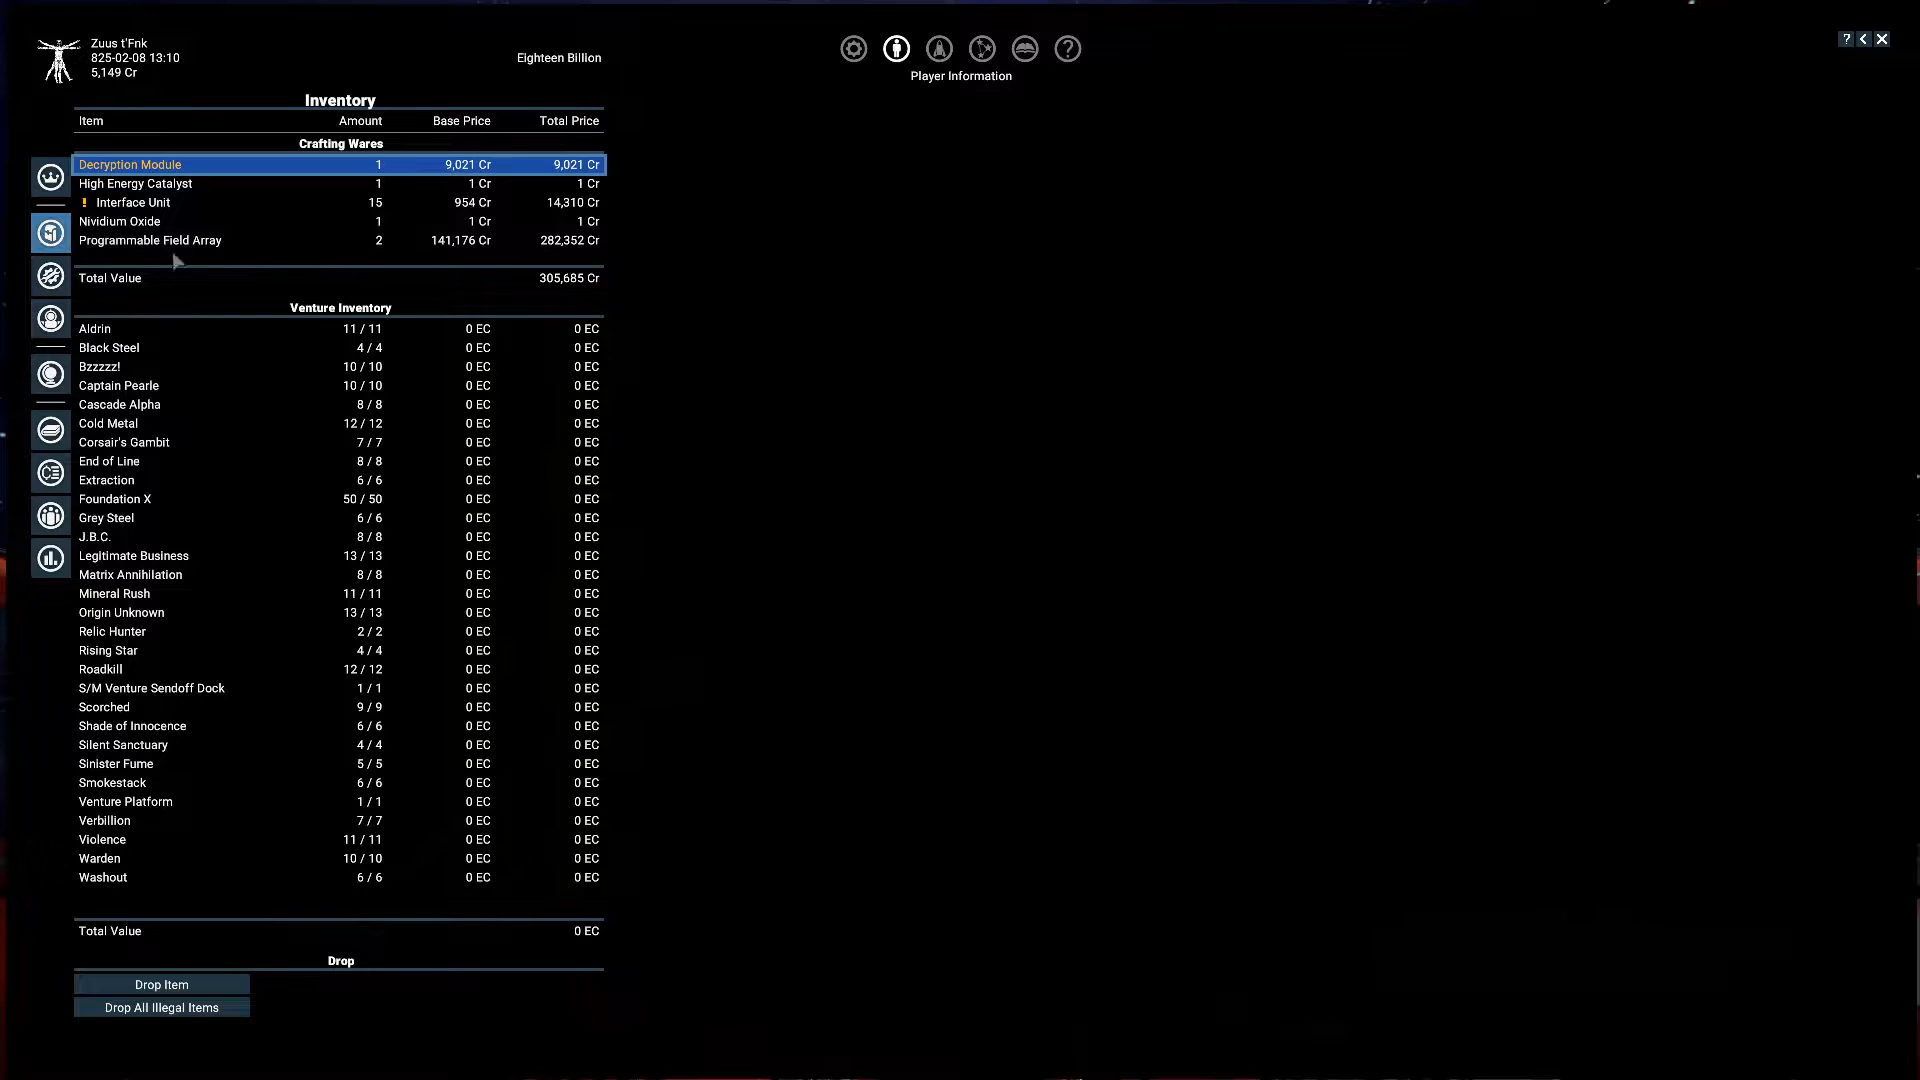 Zuus t'Fnk
825-02-08 13:10
5,149 Cr
Eighteen Billion
?
Player Information
? < X
Inventory
Item Amount Base Price Total Price
Crafting Wares
Decryption Module 1 9,021 Cr 9,021 Cr
High Energy Catalyst 1 1 Cr 1 Cr
! Interface Unit 15 954 Cr 14,310 Cr
Nividium Oxide 1 1 Cr 1 Cr
Programmable Field Array 2 141,176 Cr 282,352 Cr
Total Value 305,685 Cr
Venture Inventory
Aldrin 11 / 11 0 EC 0 EC
Black Steel 4 / 4 0 EC 0 EC
Bzzzzz! 10 / 10 0 EC 0 EC
Captain Pearle 10 / 10 0 EC 0 EC
Cascade Alpha 8 / 8 0 EC 0 EC
Cold Metal 12 / 12 0 EC 0 EC
Corsair's Gambit 7 / 7 0 EC 0 EC
End of Line 8 / 8 0 EC 0 EC
Extraction 6 / 6 0 EC 0 EC
Foundation X 50 / 50 0 EC 0 EC
Grey Steel 6 / 6 0 EC 0 EC
J.B.C. 8 / 8 0 EC 0 EC
Legitimate Business 13 / 13 0 EC 0 EC
Matrix Annihilation 8 / 8 0 EC 0 EC
Mineral Rush 11 / 11 0 EC 0 EC
Origin Unknown 13 / 13 0 EC 0 EC
Relic Hunter 2 / 2 0 EC 0 EC
Rising Star 4 / 4 0 EC 0 EC
Roadkill 12 / 12 0 EC 0 EC
S/M Venture Sendoff Dock 1 / 1 0 EC 0 EC
Scorched 9 / 9 0 EC 0 EC
Shade of Innocence 6 / 6 0 EC 0 EC
Silent Sanctuary 4 / 4 0 EC 0 EC
Sinister Fume 5 / 5 0 EC 0 EC
Smokestack 6 / 6 0 EC 0 EC
Venture Platform 1 / 1 0 EC 0 EC
Verbillion 7 / 7 0 EC 0 EC
Violence 11 / 11 0 EC 0 EC
Warden 10 / 10 0 EC 0 EC
Washout 6 / 6 0 EC 0 EC
Total Value 0 EC
Drop
Drop Item
Drop All Illegal Items